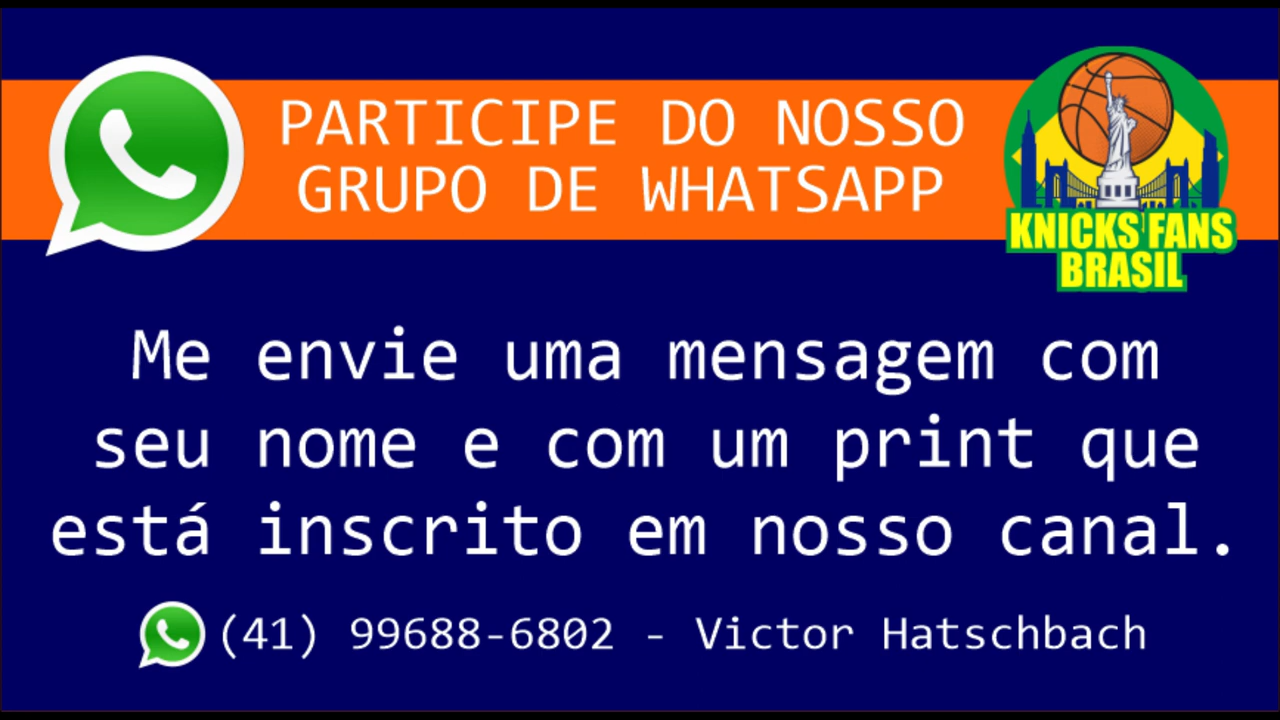 PARTICIPE DO NOSSO
GRUPO DE WHATSAPP
KNICKS FANS
BRASIL
Me envie uma mensagem com
seu nome e com um print que
está inscrito em nosso canal.
(41) 99688-6802 - Victor Hatschbach